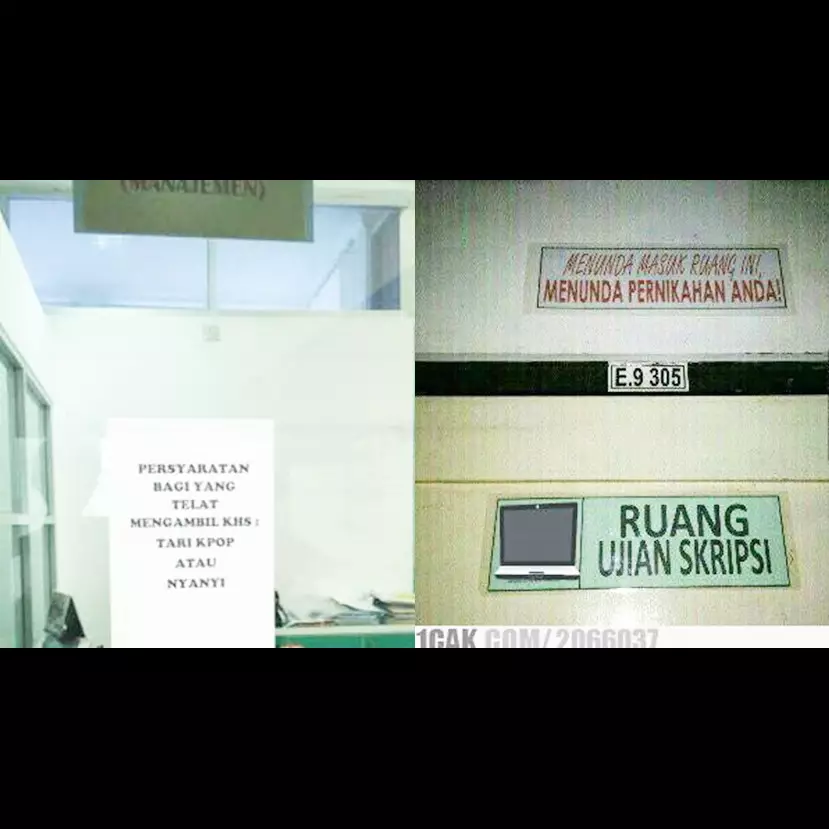 (MANAJEMEN)
PERSYARATAN
BAGI YANG
TELAT
MENGAMBIL KHS :
TARI KPOP
ATAU
NYANYI
MENUNDA MASUK RUANG INI,
MENUNDA PERNIKAHAN ANDA!
E.9 305
RUANG
UJIAN SKRIPSI
1CAK.COM/2066037